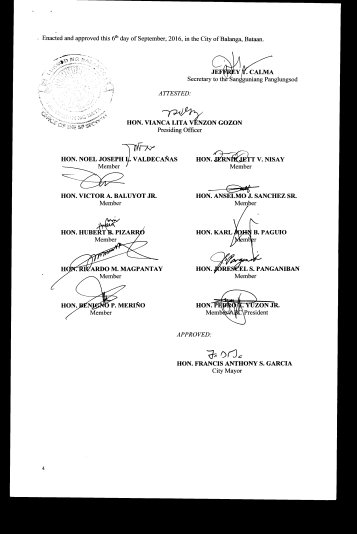 Enacted and approved this 6th day of September, 2016, in the City of Balanga, Bataan.
JEFFREY V. CALMA
Secretary to the Sangguniang Panglungsod
ATTESTED:
HON. VIANCA LITA VENZON GOZON
Presiding Officer
HON. NOEL JOSEPH L. VALDECAÑAS
Member
HON. JERNIE JETT V. NISAY
Member
HON. VICTOR A. BALUYOT JR.
Member
HON. ANSELMO J. SANCHEZ SR.
Member
HON. HUBERT B. PIZARRO
Member
HON. KARL JOHN B. PAGUIO
Member
HON. RICARDO M. MAGPANTAY
Member
HON. JORESCEL S. PANGANIBAN
Member
HON. BENIGNO P. MERIÑO
Member
HON. PEDRO YUZON JR.
Member/ABC President
APPROVED:
HON. FRANCIS ANTHONY S. GARCIA
City Mayor
4